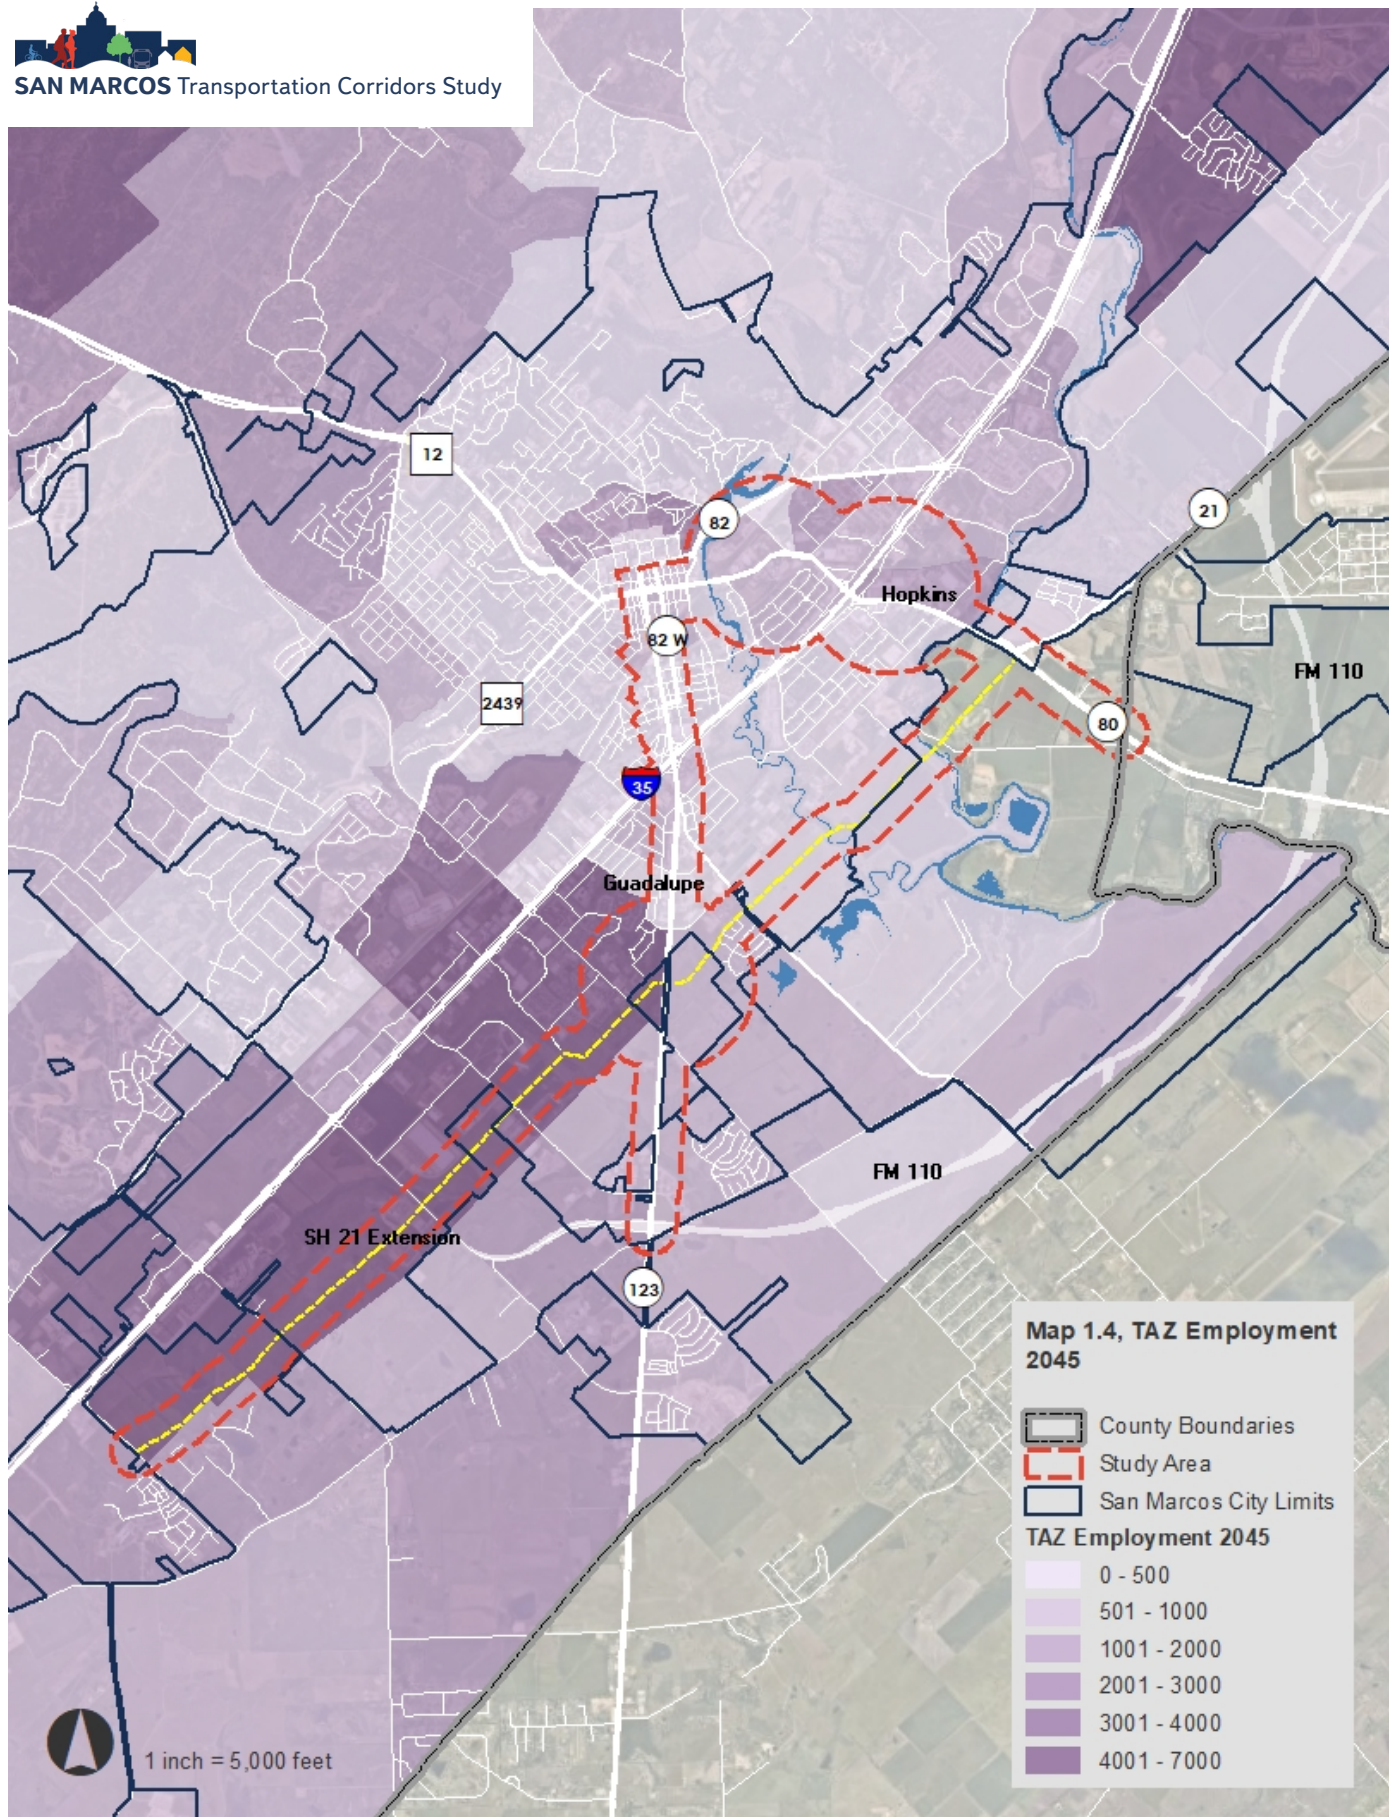 SAN MARCOS Transportation Corridors Study
12
82
21
Hopkins
82 W
FM 110
2439
80
35
Guadalupe
FM 110
SH 21 Extension
123
Map 1.4, TAZ Employment
2045
County Boundaries
Study Area
San Marcos City Limits
TAZ Employment 2045
0 - 500
501 - 1000
1001 - 2000
2001 - 3000
3001 - 4000
4001 - 7000
1 inch = 5,000 feet